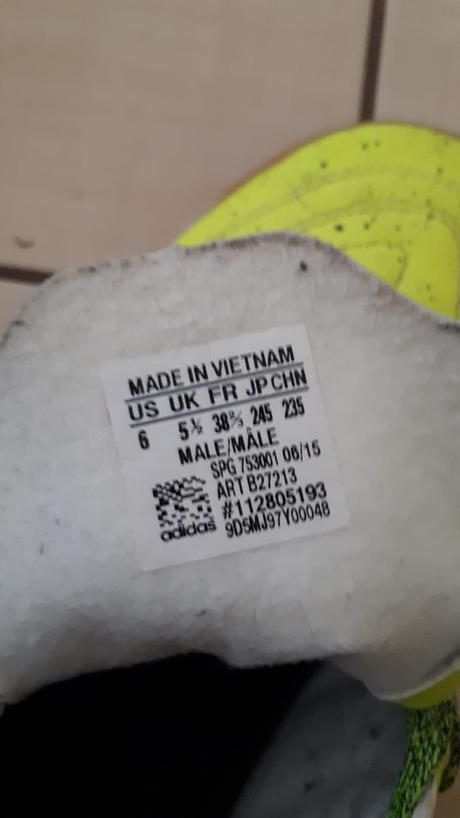 MADE IN VIETNAM
US UK FR JP CHN
6 5½ 38⅔ 245 235
MALE/MÂLE
SPG 753001 06/15
ART B27213
#112805193
9D5MJ97Y00048
adidas